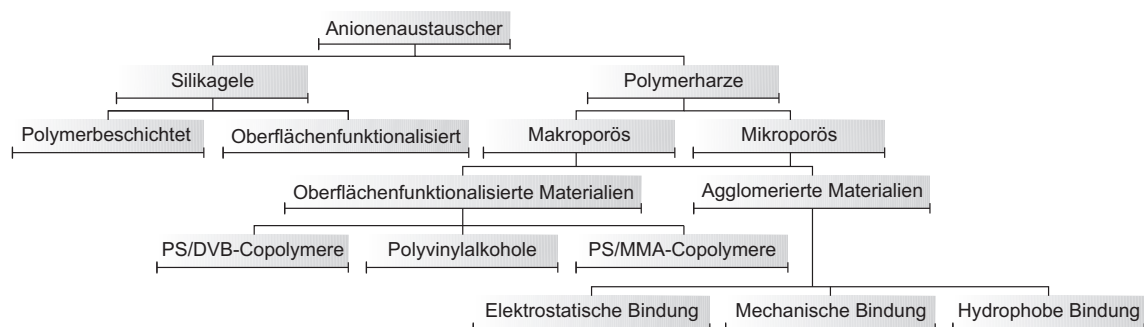 Anionenaustauscher
Silikagele
Polymerharze
Polymerbeschichtet
Oberflächenfunktionalisiert
Makroporös
Mikroporös
Oberflächenfunktionalisierte Materialien
Agglomerierte Materialien
PS/DVB-Copolymere
Polyvinylalkohole
PS/MMA-Copolymere
Elektrostatische Bindung
Mechanische Bindung
Hydrophobe Bindung